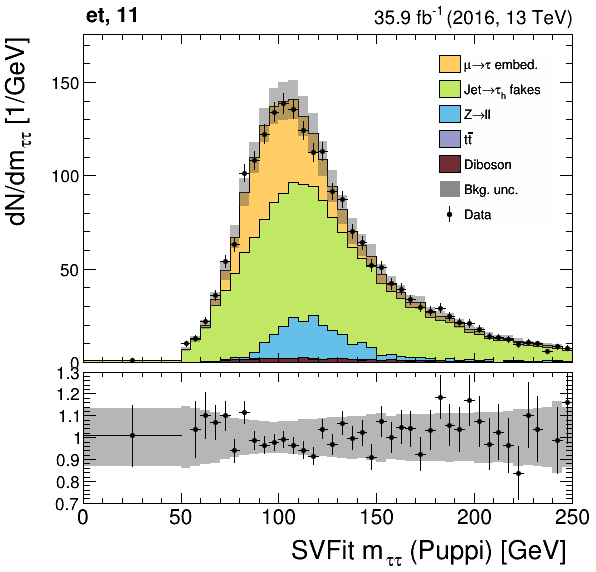 et, 11
35.9 fb⁻¹ (2016, 13 TeV)
dN/dm_ττ [1/GeV]
150
100
50
0
μ→τ embed.
Jet→τ_h fakes
Z→ll
tt̄
Diboson
Bkg. unc.
Data
1.3
1.2
1.1
1
0.9
0.8
0.7
0 50 100 150 200 250
SVFit m_ττ (Puppi) [GeV]